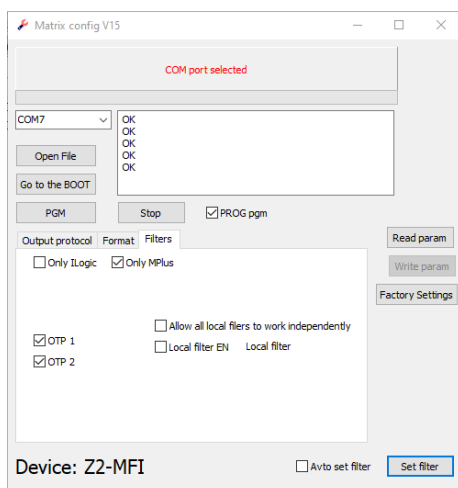 Matrix config V15
COM port selected
COM7
OK
OK
OK
OK
OK
Open File
Go to the BOOT
PGM
Stop
PROG pgm
Output protocol
Format
Filters
Read param
Write param
Factory Settings
Only ILogic
Only MPlus
Allow all local filers to work independently
OTP 1
Local filter EN
Local filter
OTP 2
Device: Z2-MFI
Avto set filter
Set filter